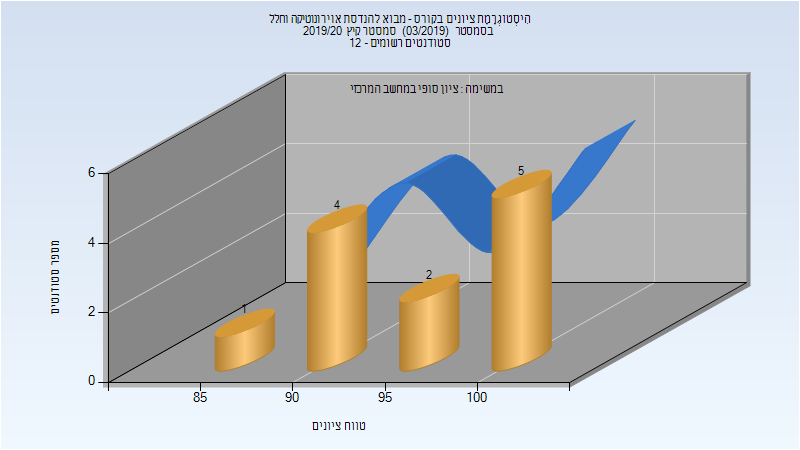 היסטוגרמת ציונים בקורס - מבוא להנדסת אוירונוטיקה וחלל
בסמסטר (03/2019) סמסטר קיץ 2019/20
סטודנטים רשומים - 12
במשימה : ציון סופי במחשב המרכזי
6
4
2
0
מספר סטודנטים
1
4
2
5
85
90
95
100
טווח ציונים